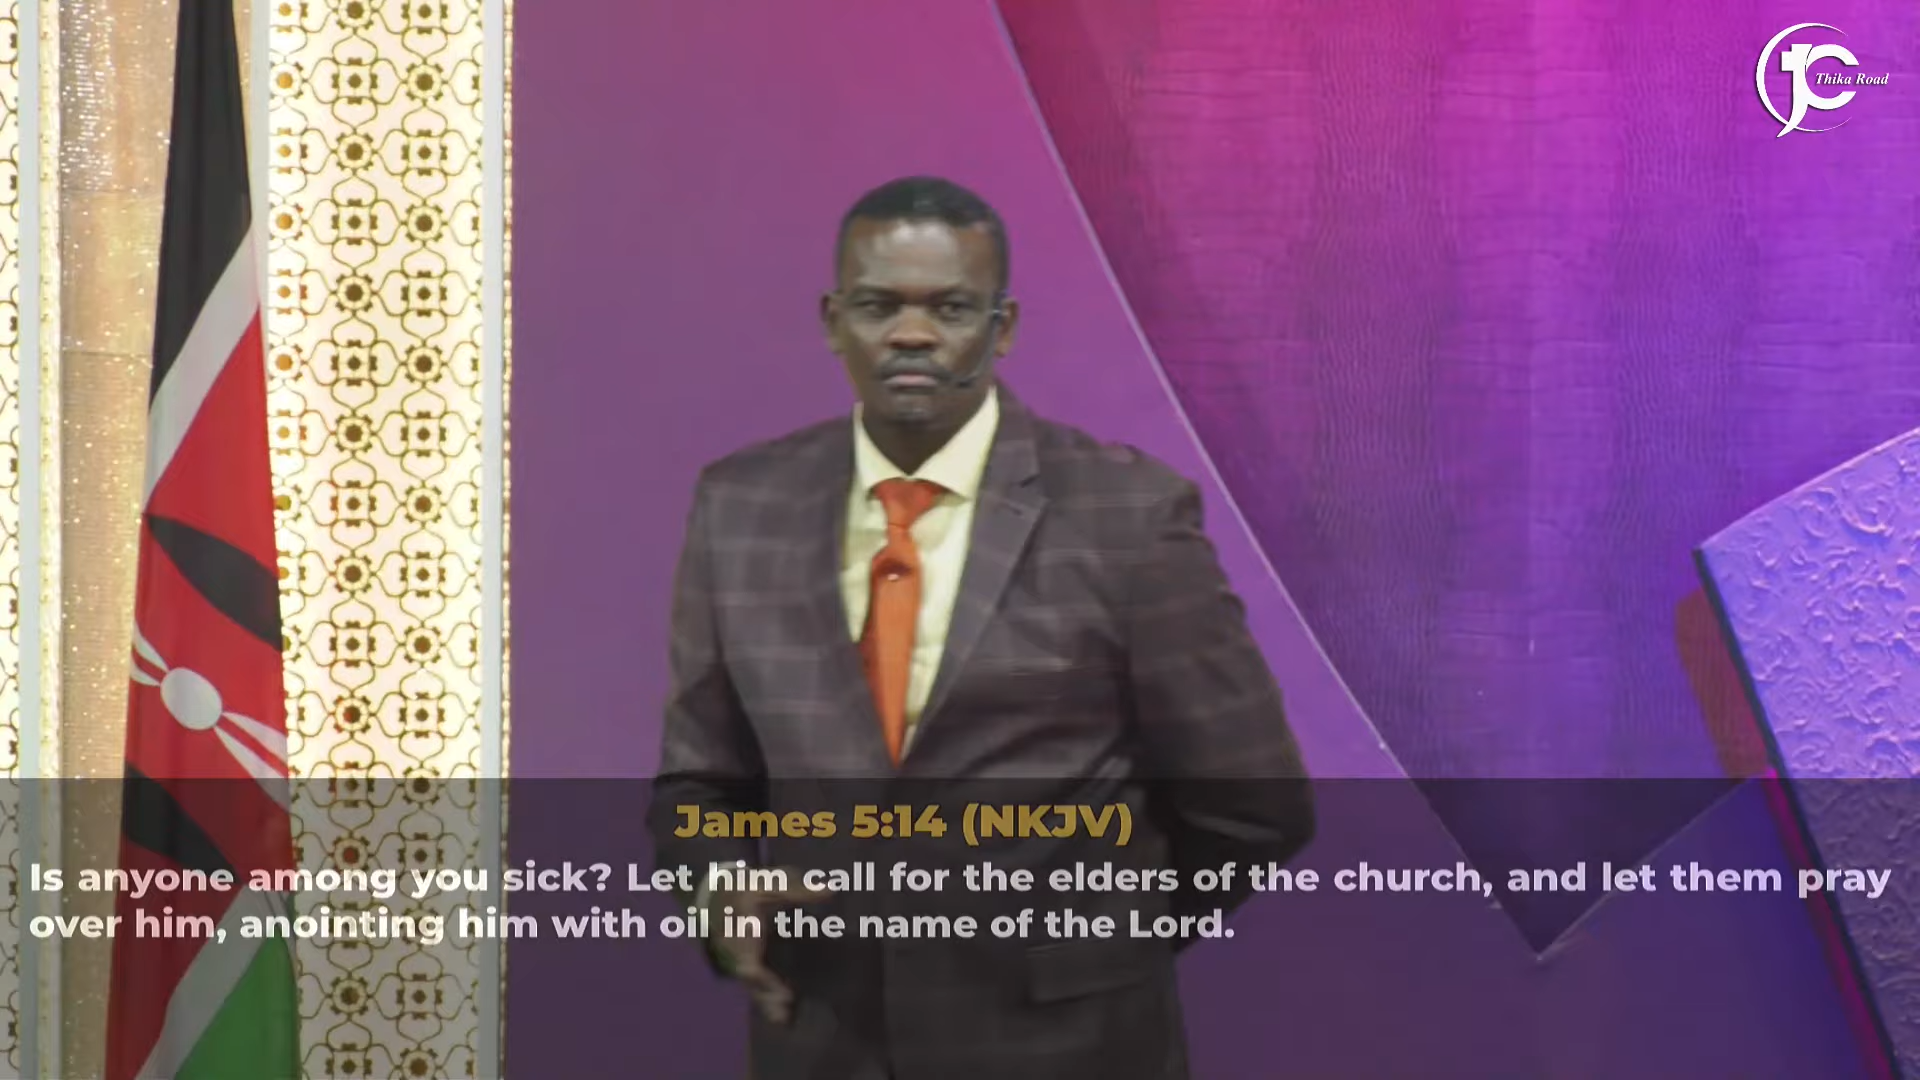 JC
Thika Road
James 5:14 (NKJV)
Is anyone among you sick? Let him call for the elders of the church, and let them pray
over him, anointing him with oil in the name of the Lord.